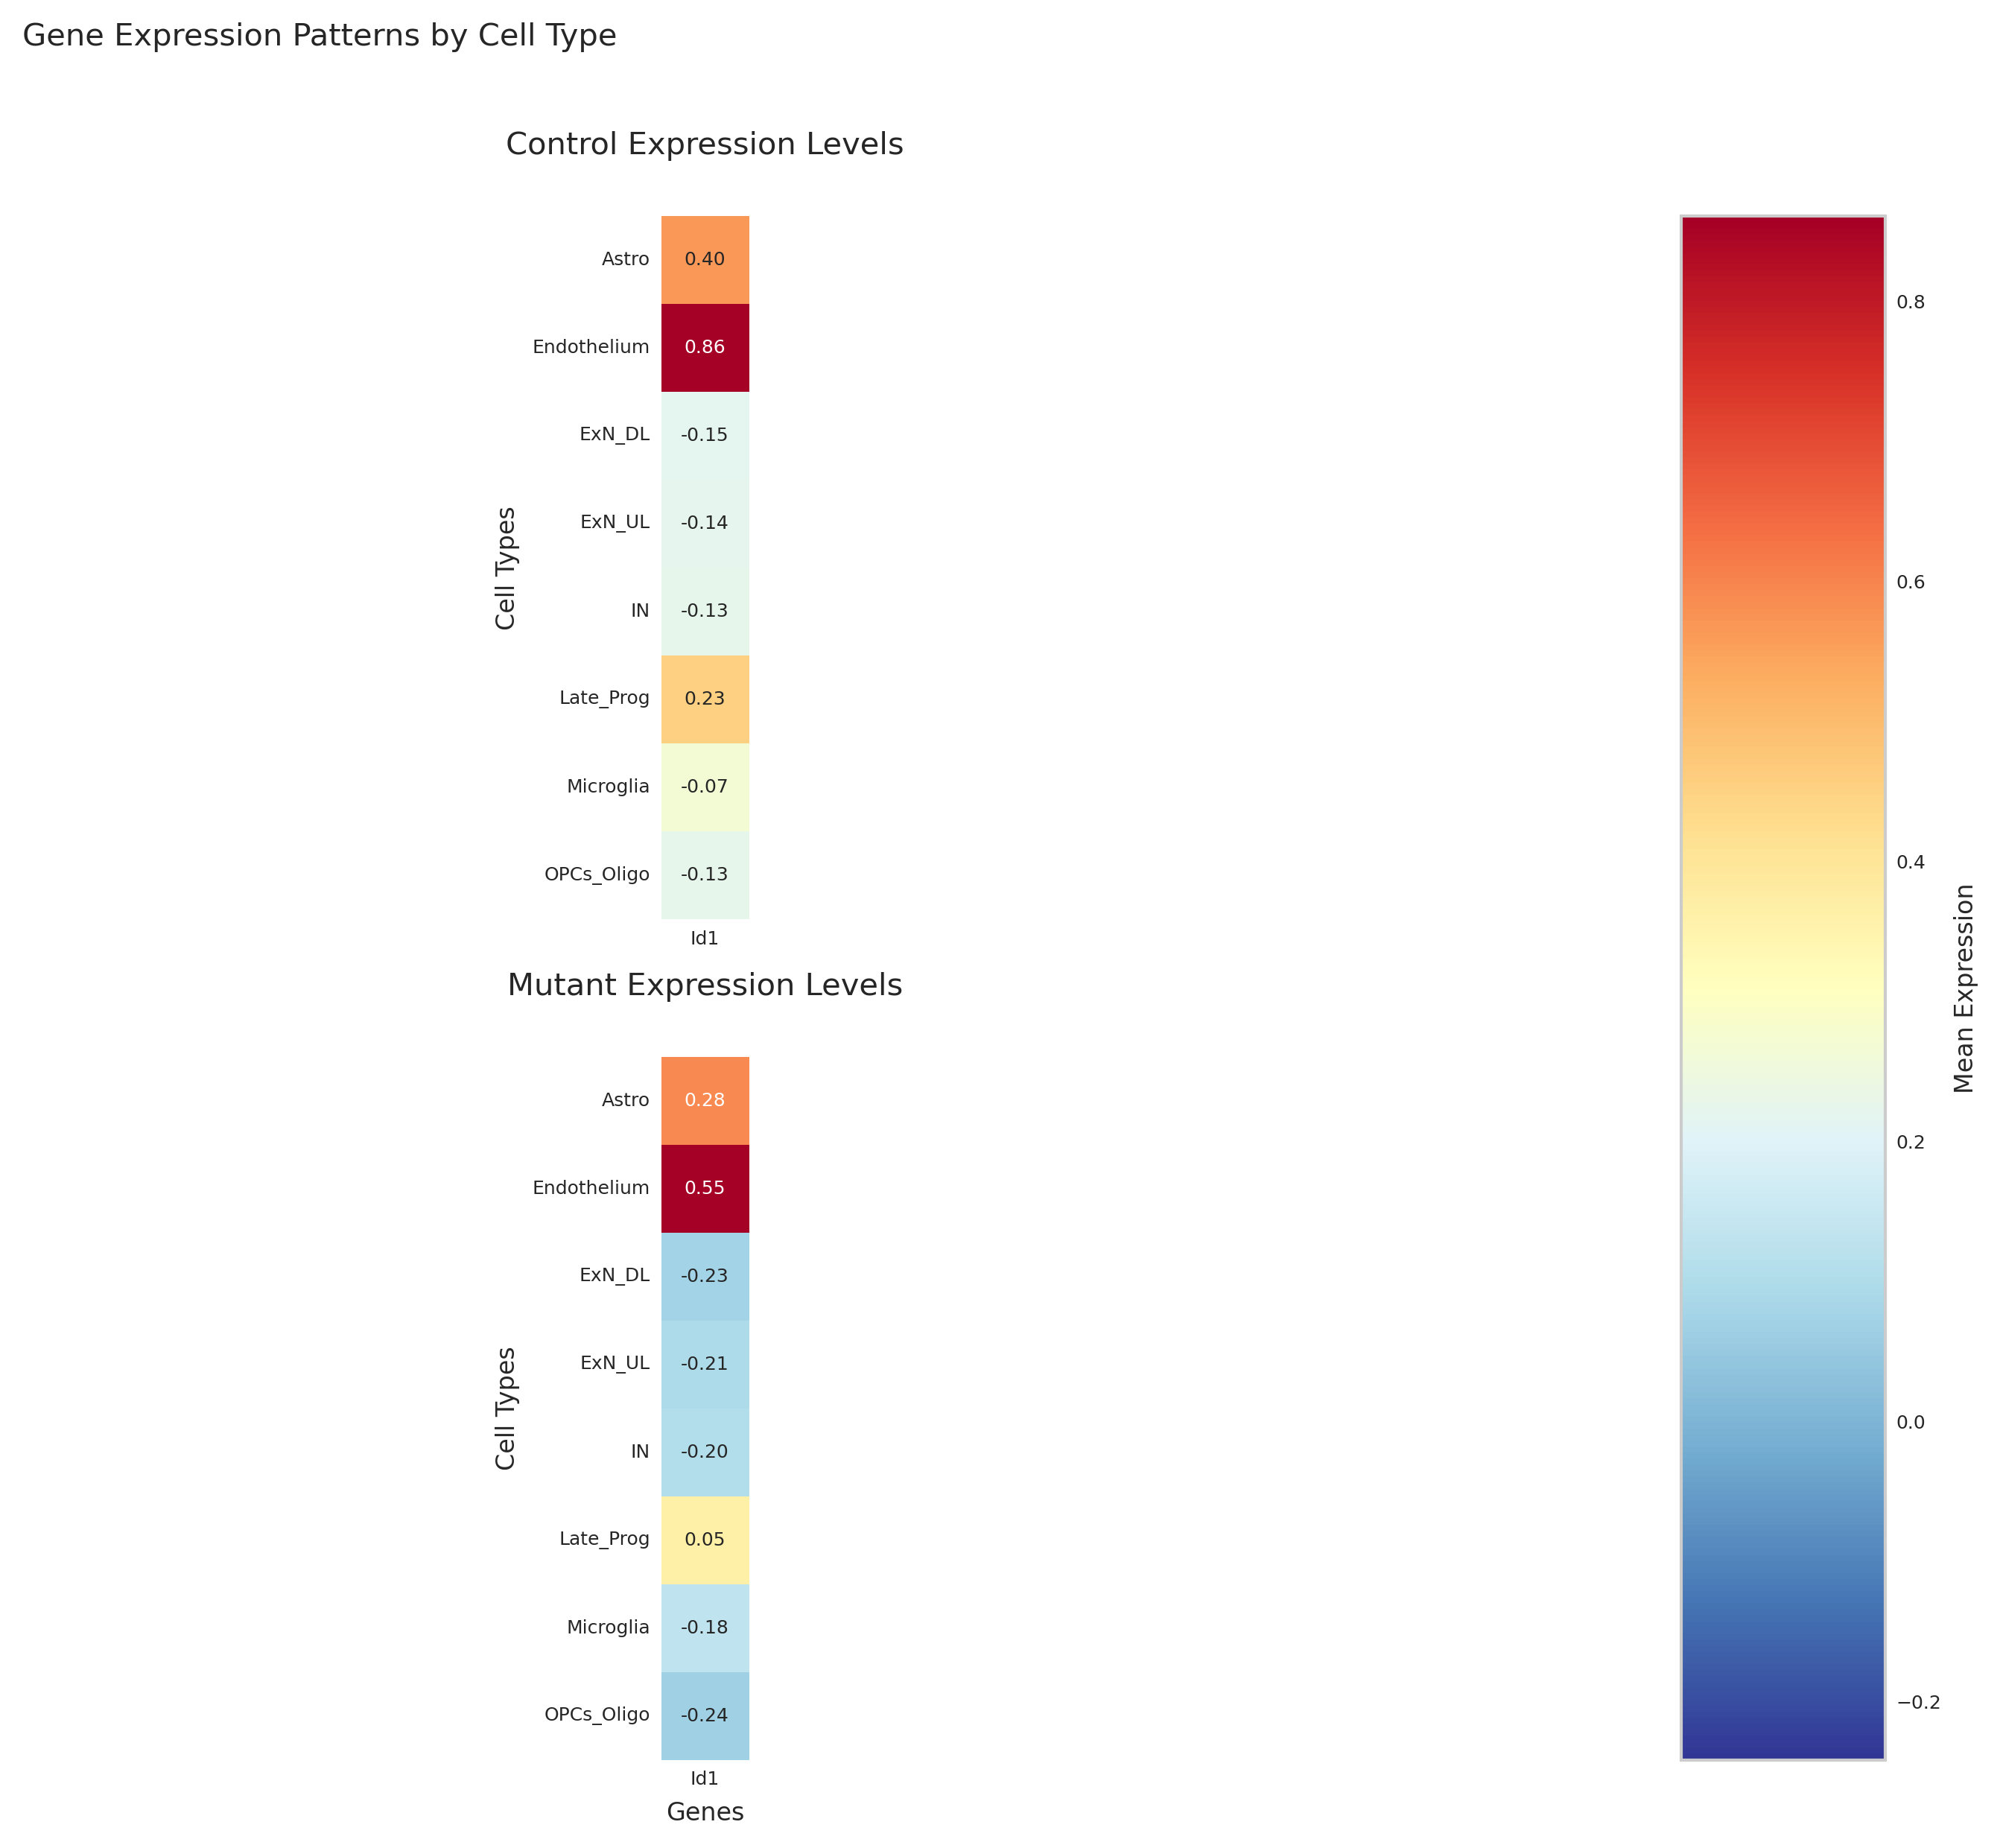 Gene Expression Patterns by Cell Type
Control Expression Levels
Cell Types
Astro 0.40
Endothelium 0.86
ExN_DL -0.15
ExN_UL -0.14
IN -0.13
Late_Prog 0.23
Microglia -0.07
OPCs_Oligo -0.13
Id1
Mutant Expression Levels
Cell Types
Astro 0.28
Endothelium 0.55
ExN_DL -0.23
ExN_UL -0.21
IN -0.20
Late_Prog 0.05
Microglia -0.18
OPCs_Oligo -0.24
Id1
Genes
0.8
0.6
0.4
0.2
0.0
−0.2
Mean Expression